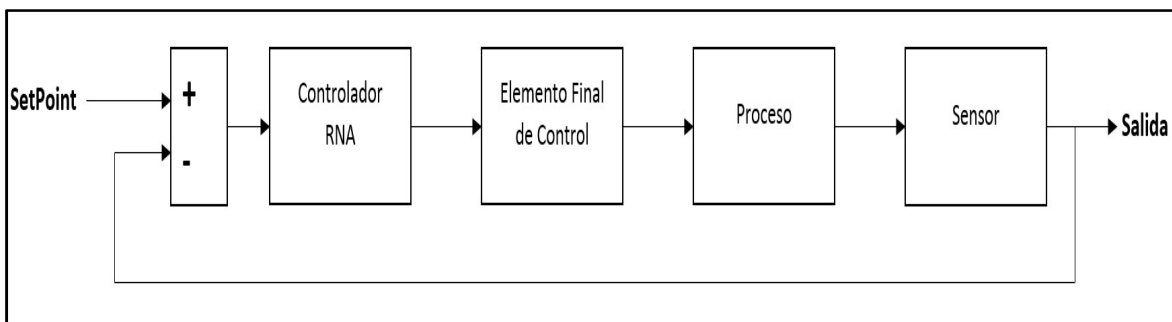 SetPoint
+
-
Controlador
RNA
Elemento Final
de Control
Proceso
Sensor
Salida